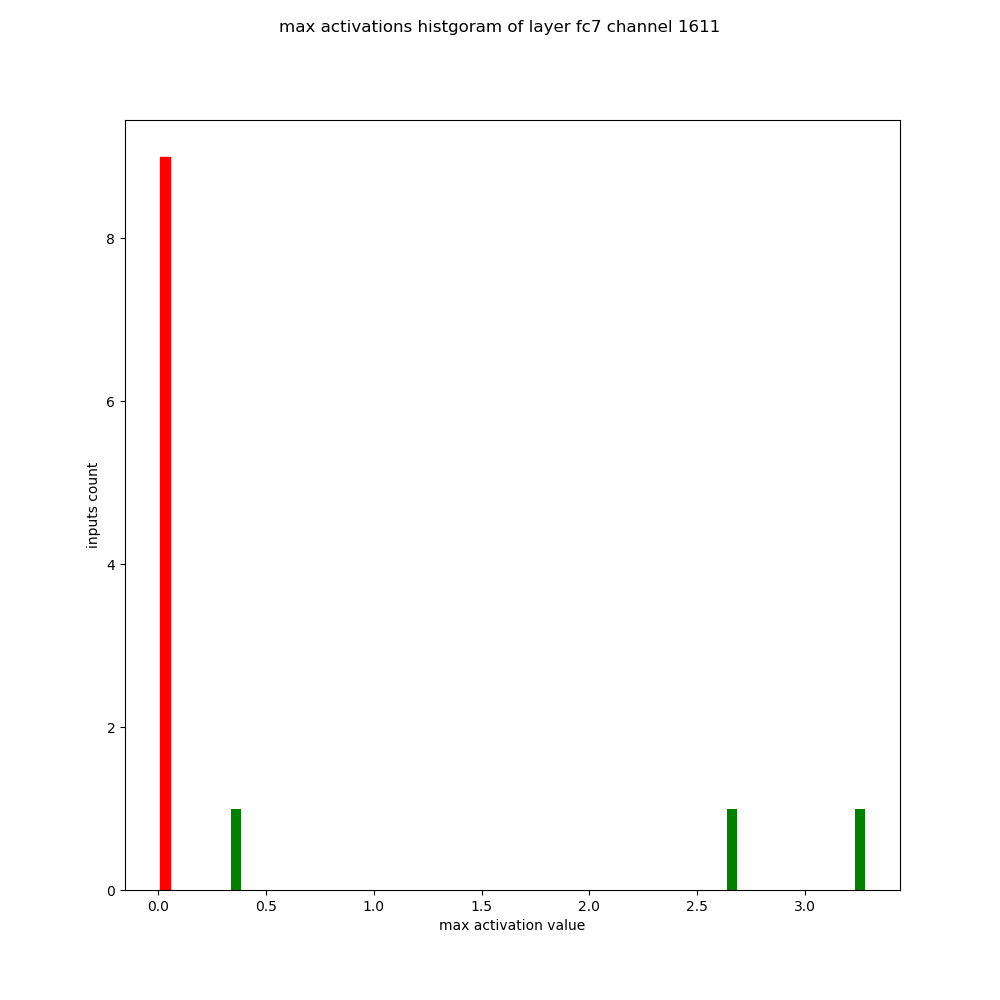 max activations histgoram of layer fc7 channel 1611
8
6
4
2
0
inputs count
0.0 0.5 1.0 1.5 2.0 2.5 3.0
max activation value